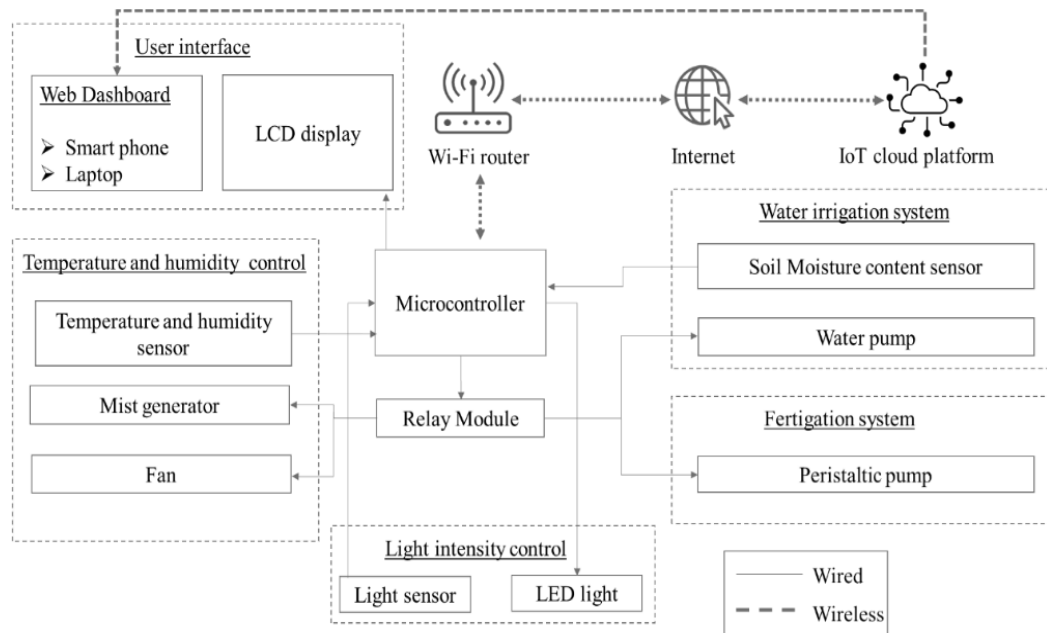 User interface
Web Dashboard
➢ Smart phone
➢ Laptop
LCD display
Wi-Fi router
Internet
IoT cloud platform
Temperature and humidity control
Temperature and humidity
sensor
Mist generator
Fan
Microcontroller
Relay Module
Water irrigation system
Soil Moisture content sensor
Water pump
Fertigation system
Peristaltic pump
Light intensity control
Light sensor
LED light
Wired
Wireless